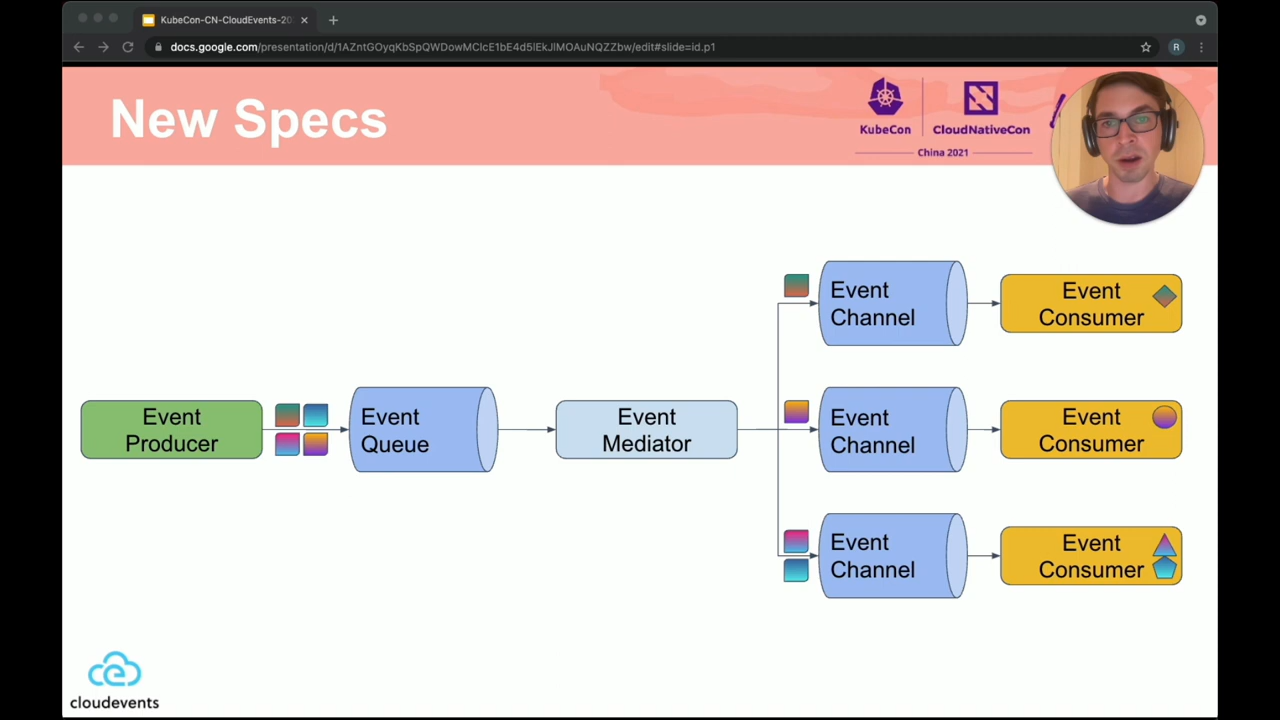 KubeCon-CN-CloudEvents-20
docs.google.com/presentation/d/1AZntGOyqKbSpQWDowMCIcE1bE4d5lEkJlMOAuNQZZbw/edit#slide=id.p1
R
New Specs
KubeCon
CloudNativeCon
China 2021
Event
Channel
Event
Consumer
Event
Producer
Event
Queue
Event
Mediator
Event
Channel
Event
Consumer
Event
Channel
Event
Consumer
cloudevents